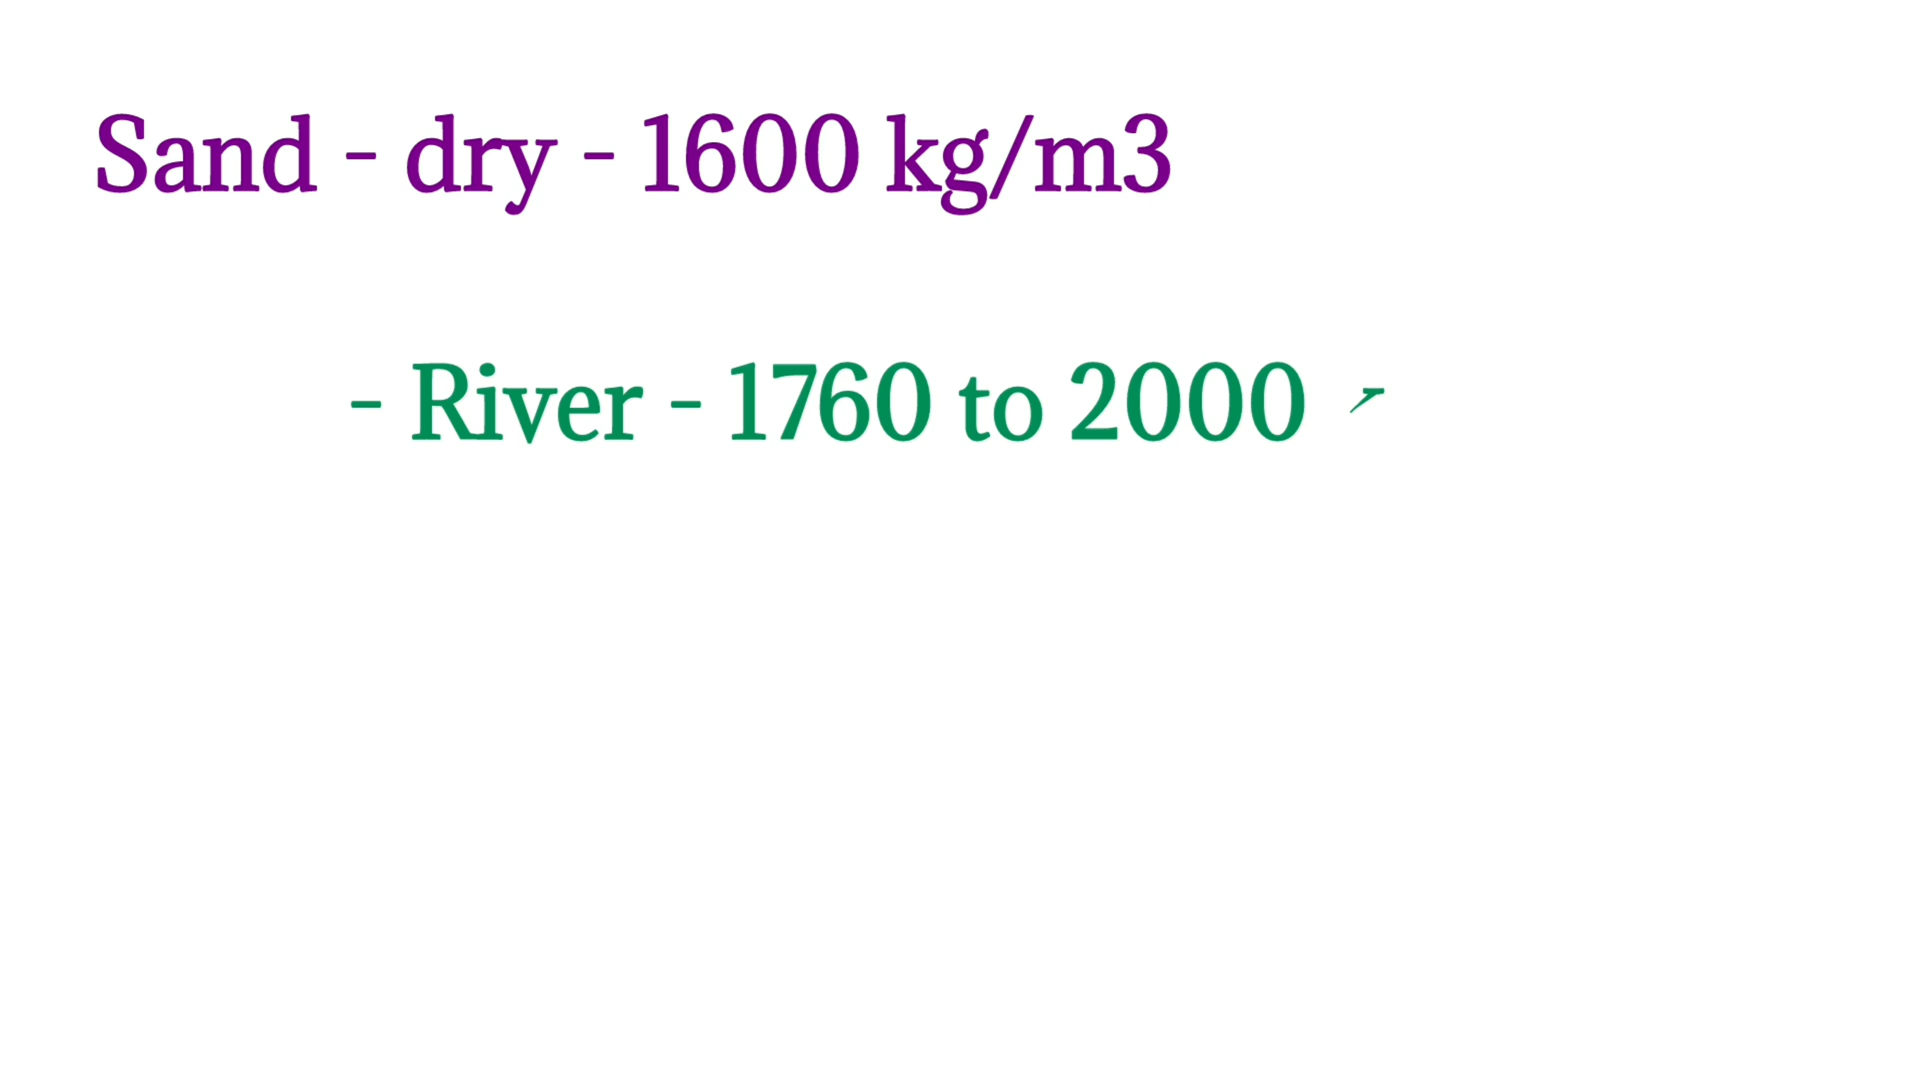 Sand - dry - 1600 kg/m3
- River - 1760 to 2000